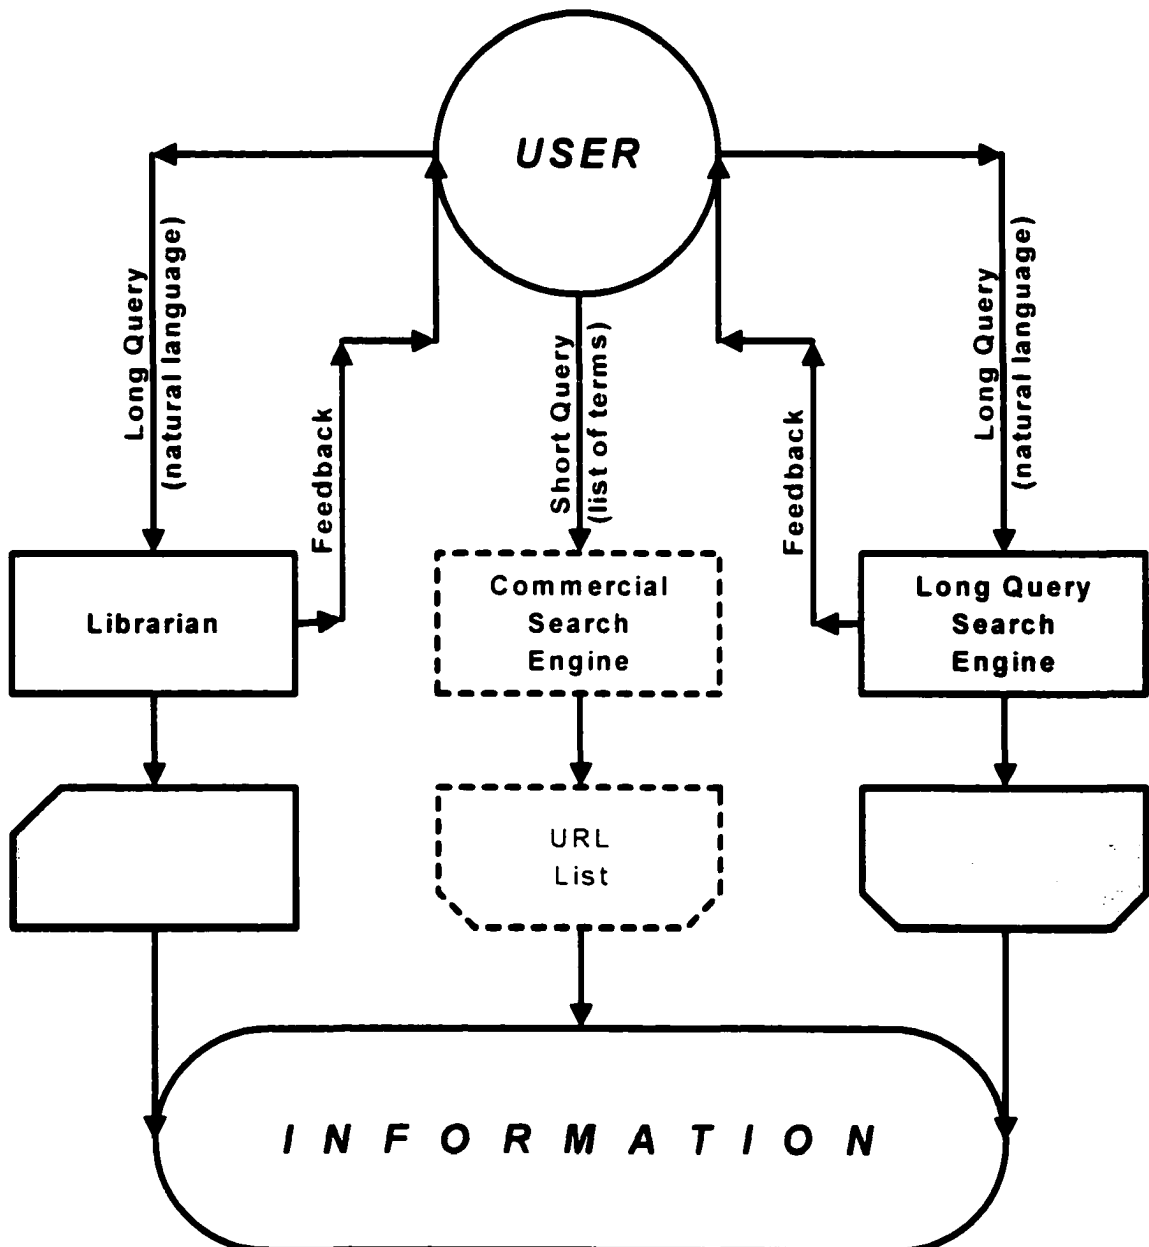 USER
Long Query
(natural language)
Feedback
Short Query
(list of terms)
Feedback
Long Query
(natural language)
Librarian
Commercial
Search
Engine
Long Query
Search
Engine
URL
List
INFORMATION